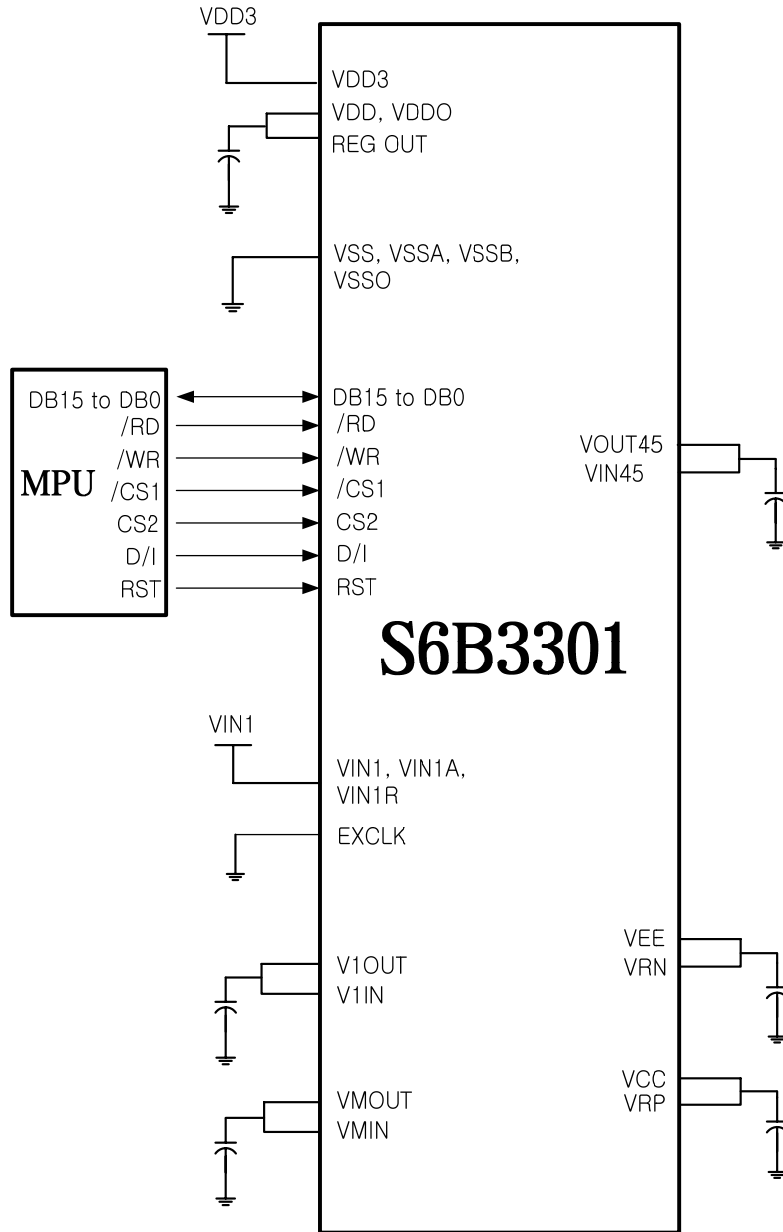 VDD3
VDD3
VDD, VDDO
REG OUT
VSS, VSSA, VSSB,
VSSO
MPU
DB15 to DB0
/RD
/WR
/CS1
CS2
D/I
RST
DB15 to DB0
/RD
/WR
/CS1
CS2
D/I
RST
VOUT45
VIN45
S6B3301
VIN1
VIN1, VIN1A,
VIN1R
EXCLK
V1OUT
V1IN
VMOUT
VMIN
VEE
VRN
VCC
VRP